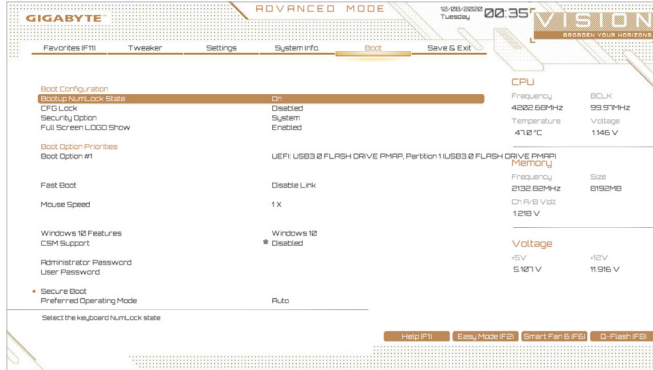 GIGABYTE
ADVANCED MODE
12/08/2020
Tuesday
00:35
VISION
BROADEN YOUR HORIZONS
Favorites (F11) Tweaker Settings System Info. Boot Save & Exit
Boot Configuration
Bootup NumLock State On
CFG Lock Disabled
Security Option System
Full Screen LOGO Show Enabled
Boot Option Priorities
Boot Option #1 UEFI: USB3.0 FLASH DRIVE PMAP, Partition 1 (USB3.0 FLASH DRIVE PMAP)
Fast Boot Disable Link
Mouse Speed 1 X
Windows 10 Features Windows 10
CSM Support Disabled
Administrator Password
User Password
Secure Boot
Preferred Operating Mode Auto
Select the keyboard NumLock state
CPU
Frequency BCLK
4202.68MHz 99.97MHz
Temperature Voltage
47.0 °C 1.146 V
Memory
Frequency Size
2132.82MHz 8192MB
Ch A/B Volt
1.218 V
Voltage
+5V +12V
5.107 V 11.916 V
Help (F1) Easy Mode (F2) Smart Fan 6 (F6) Q-Flash (F8)